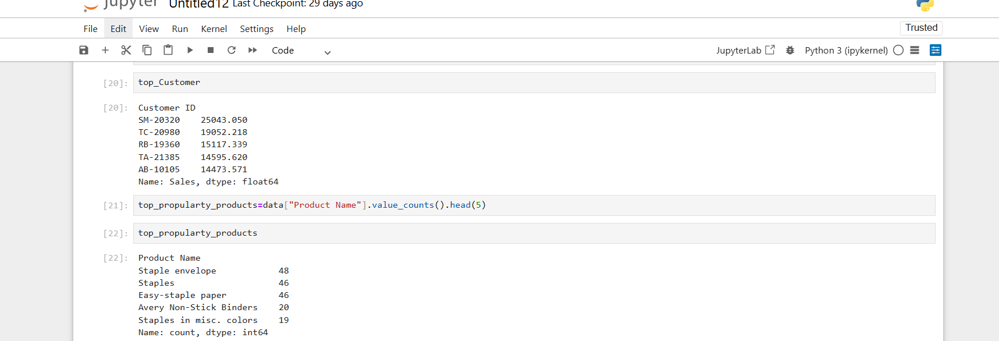 jupyter Untitled12 Last Checkpoint: 29 days ago
File Edit View Run Kernel Settings Help Trusted
Code JupyterLab Python 3 (ipykernel)
[20]: top_Customer
[20]: Customer ID
SM-20320 25043.050
TC-20980 19052.218
RB-19360 15117.339
TA-21385 14595.620
AB-10105 14473.571
Name: Sales, dtype: float64
[21]: top_propularty_products=data["Product Name"].value_counts().head(5)
[22]: top_propularty_products
[22]: Product Name
Staple envelope 48
Staples 46
Easy-staple paper 46
Avery Non-Stick Binders 20
Staples in misc. colors 19
Name: count, dtype: int64